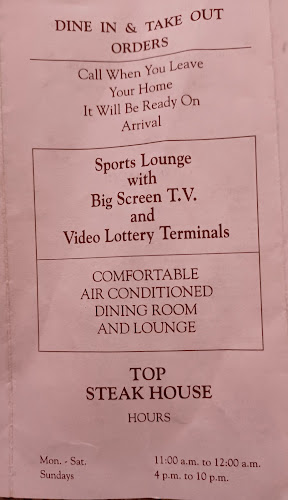 DINE IN & TAKE OUT
ORDERS
Call When You Leave
Your Home
It Will Be Ready On
Arrival
Sports Lounge
with
Big Screen T.V.
and
Video Lottery Terminals
COMFORTABLE
AIR CONDITIONED
DINING ROOM
AND LOUNGE
TOP
STEAK HOUSE
HOURS
Mon. - Sat. 11:00 a.m. to 12:00 a.m.
Sundays 4 p.m. to 10 p.m.